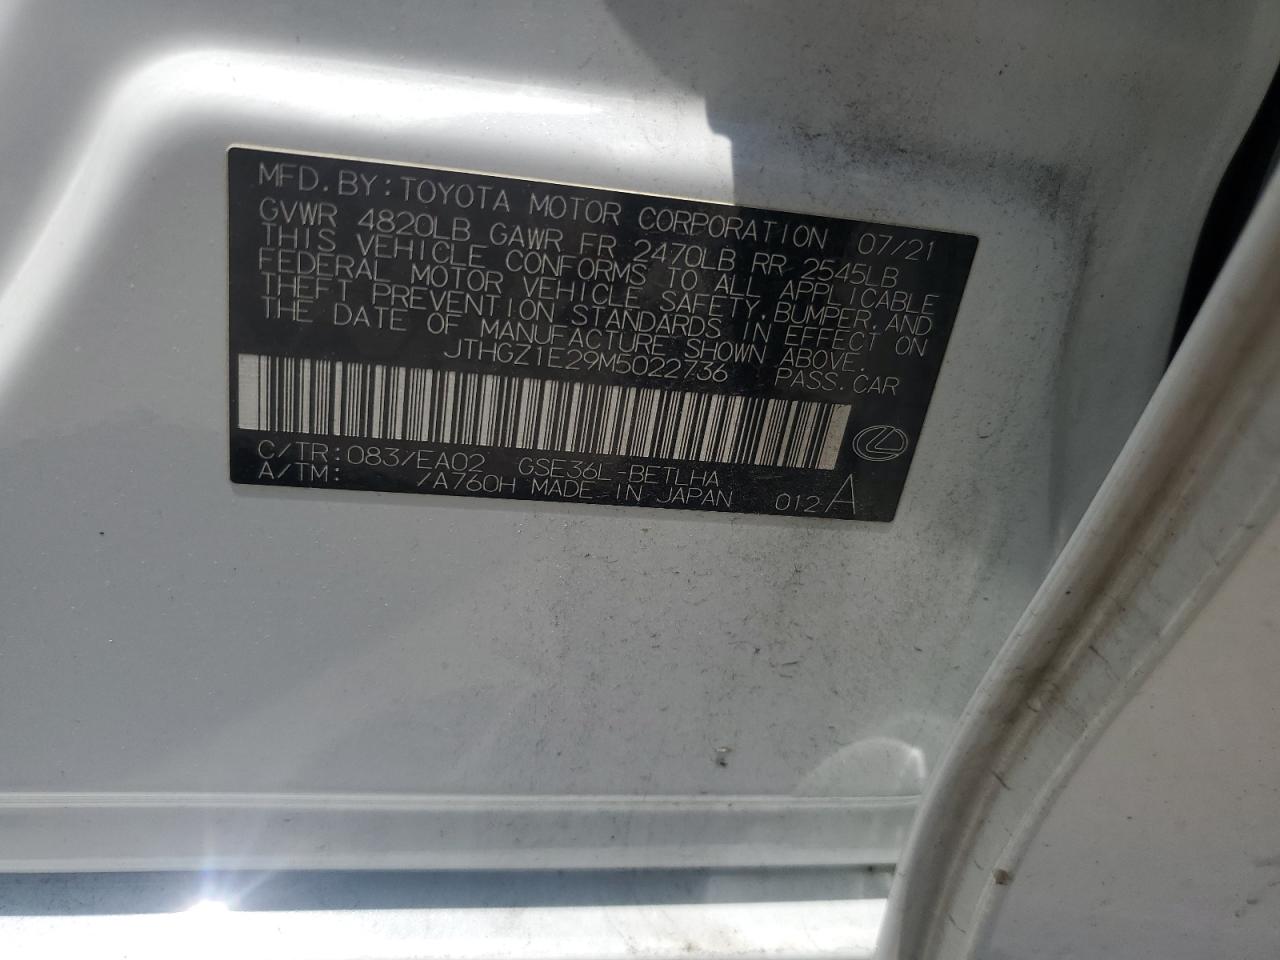 MFD.BY:TOYOTA MOTOR CORPORATION 07/21
GVWR 4820LB GAWR FR 2470LB RR 2545LB
THIS VEHICLE CONFORMS TO ALL APPLICABLE
FEDERAL MOTOR VEHICLE SAFETY,BUMPER,AND
THEFT PREVENTION STANDARDS IN EFFECT ON
THE DATE OF MANUFACTURE SHOWN ABOVE.
JTHGZ1E29M5022736 PASS.CAR
C/TR:083/EA02 GSE36L-BETLHA
A/TM: /A760H MADE IN JAPAN 012A